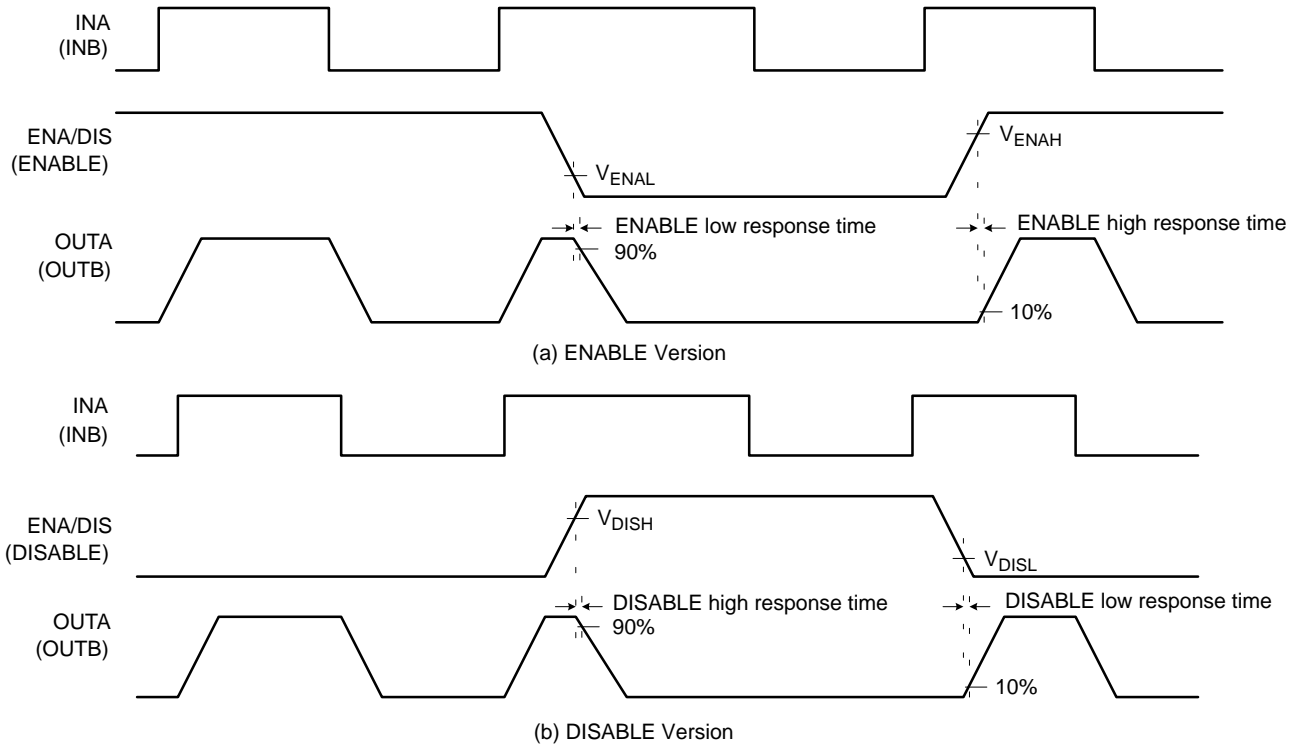 INA
(INB)
ENA/DIS
(ENABLE)
VENAL
VENAH
OUTA
(OUTB)
ENABLE low response time
90%
ENABLE high response time
10%
(a) ENABLE Version
INA
(INB)
ENA/DIS
(DISABLE)
VDISH
VDISL
OUTA
(OUTB)
DISABLE high response time
90%
DISABLE low response time
10%
(b) DISABLE Version